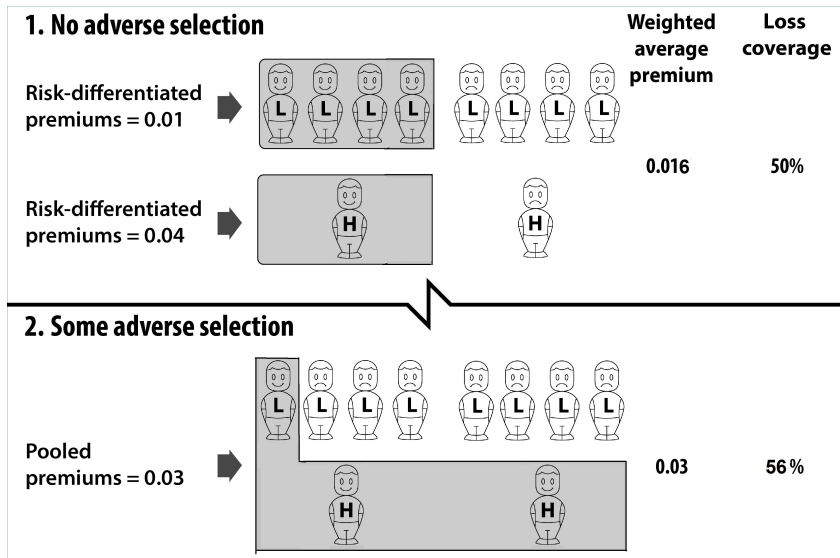 1. No adverse selection
Weighted
average
premium
Loss
coverage
Risk-differentiated
premiums = 0.01
L L L L L L L L
0.016
50%
Risk-differentiated
premiums = 0.04
H H
2. Some adverse selection
L L L L L L L L
Pooled
premiums = 0.03
0.03
56 %
H H